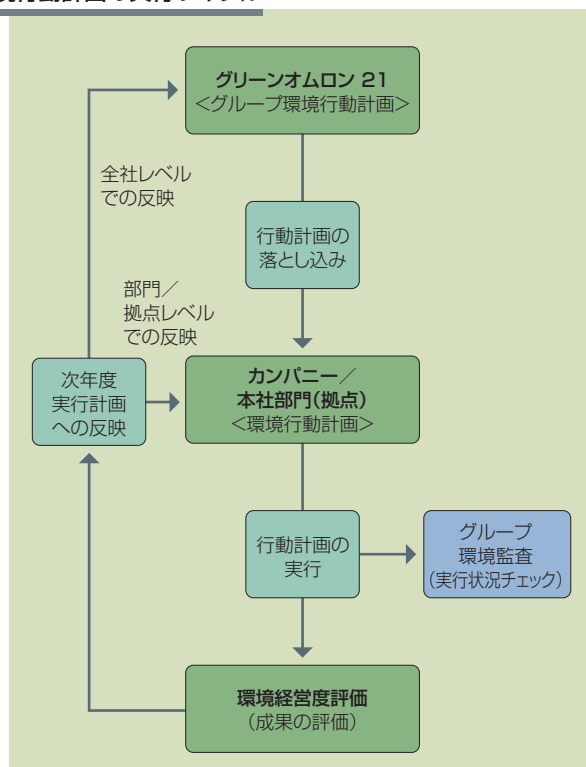 グリーンオムロン 21
<グループ環境行動計画>
全社レベル
での反映
行動計画の
落とし込み
部門／
拠点レベル
での反映
次年度
実行計画
への反映
カンパニー／
本社部門(拠点)
<環境行動計画>
行動計画の
実行
グループ
環境監査
(実行状況チェック)
環境経営度評価
(成果の評価)